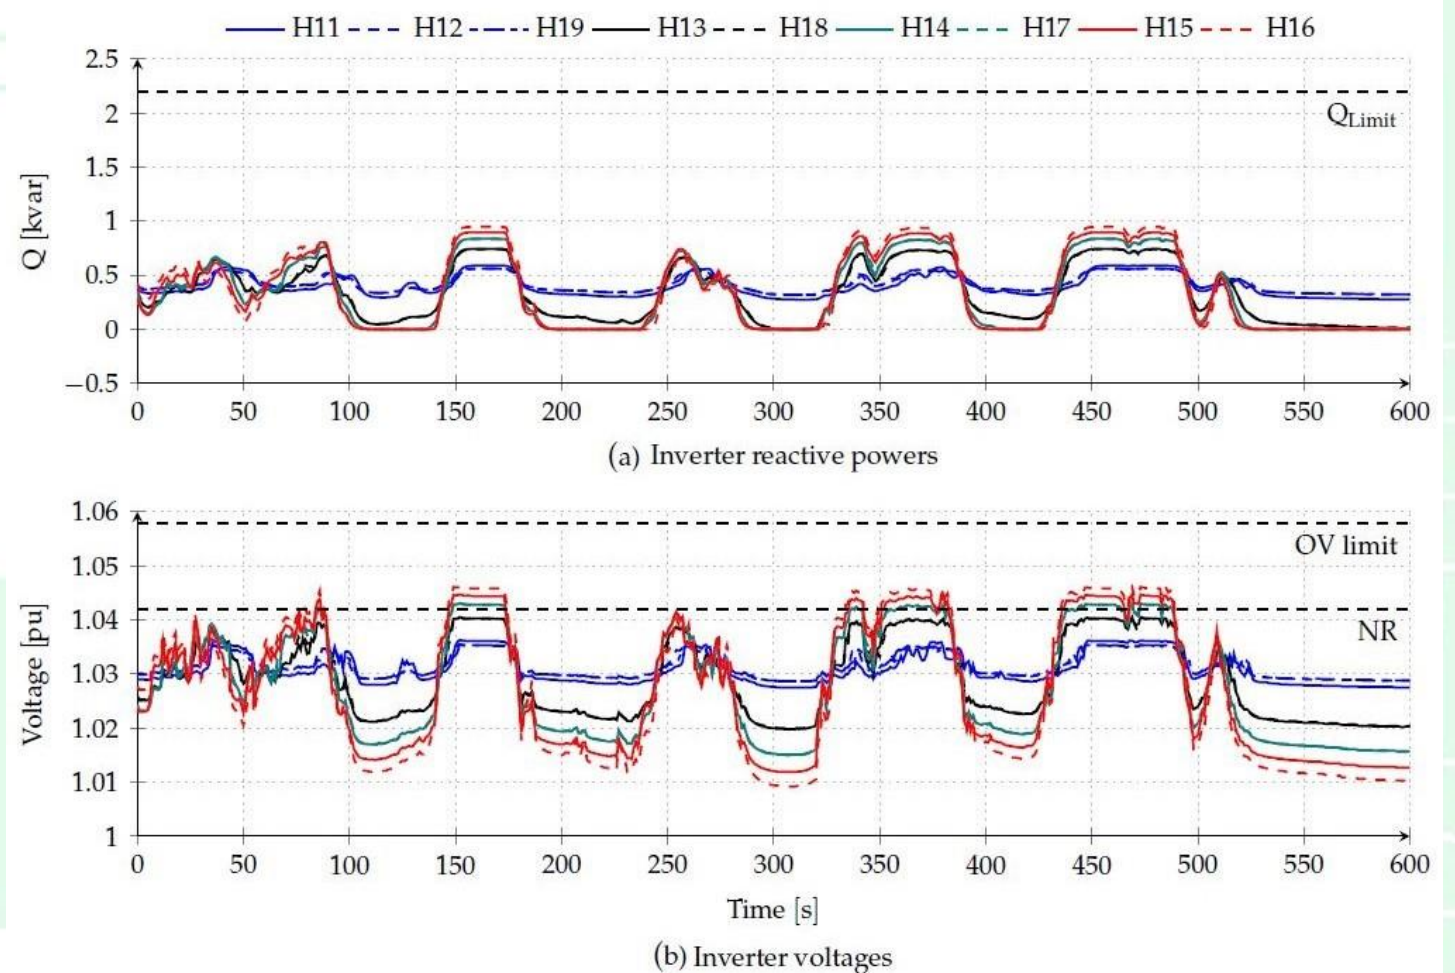 H11 H12 H19 H13 H18 H14 H17 H15 H16
2.5
2
1.5
1
0.5
0
−0.5
Q [kvar]
Q_Limit
0 50 100 150 200 250 300 350 400 450 500 550 600
(a) Inverter reactive powers
1.06
1.05
1.04
1.03
1.02
1.01
1
Voltage [pu]
OV limit
NR
0 50 100 150 200 250 300 350 400 450 500 550 600
Time [s]
(b) Inverter voltages